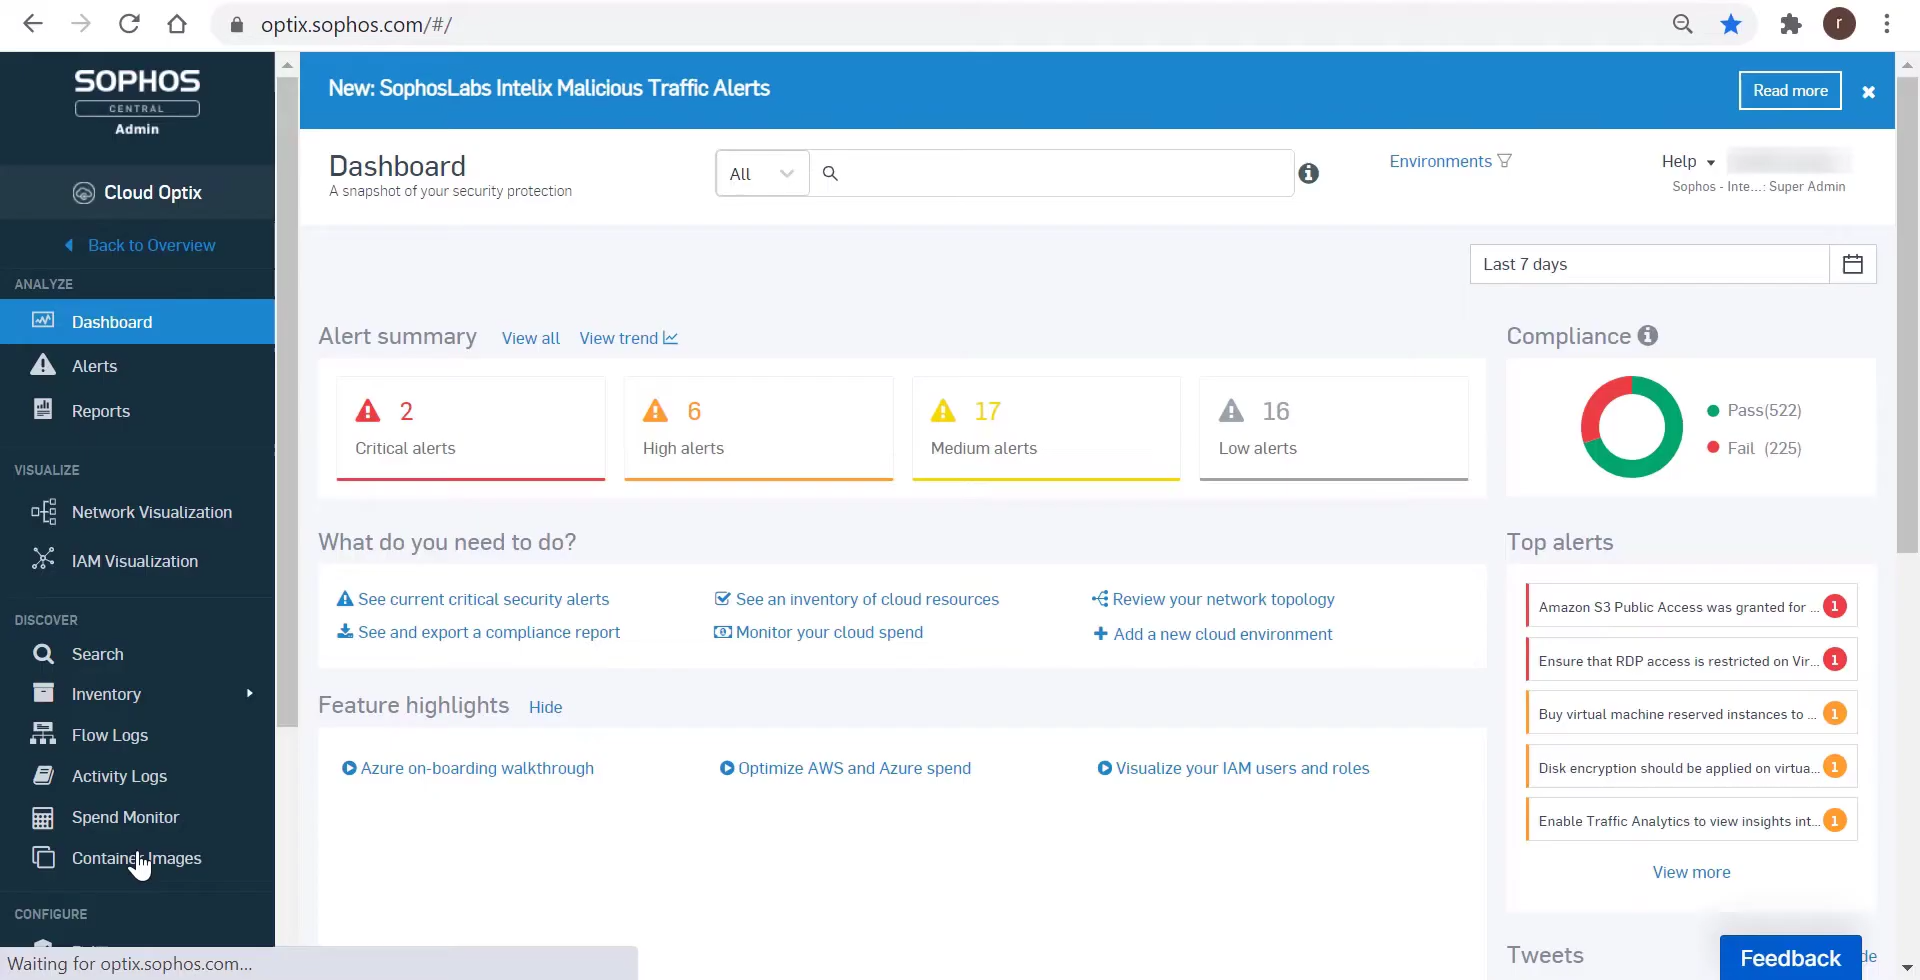 optix.sophos.com/#/
r
SOPHOS
CENTRAL
Admin
Cloud Optix
Back to Overview
ANALYZE
Dashboard
Alerts
Reports
VISUALIZE
Network Visualization
IAM Visualization
DISCOVER
Search
Inventory
Flow Logs
Activity Logs
Spend Monitor
Container Images
CONFIGURE
Waiting for optix.sophos.com...
New: SophosLabs Intelix Malicious Traffic Alerts
Read more
Dashboard
A snapshot of your security protection
All
Environments
Help
Sophos - Inte...: Super Admin
Last 7 days
Alert summary View all View trend
2
Critical alerts
6
High alerts
17
Medium alerts
16
Low alerts
Compliance
Pass(522)
Fail (225)
What do you need to do?
See current critical security alerts
See an inventory of cloud resources
Review your network topology
See and export a compliance report
Monitor your cloud spend
Add a new cloud environment
Feature highlights Hide
Azure on-boarding walkthrough
Optimize AWS and Azure spend
Visualize your IAM users and roles
Top alerts
Amazon S3 Public Access was granted for ... 1
Ensure that RDP access is restricted on Vir... 1
Buy virtual machine reserved instances to ... 1
Disk encryption should be applied on virtua... 1
Enable Traffic Analytics to view insights int... 1
View more
Tweets
Feedback